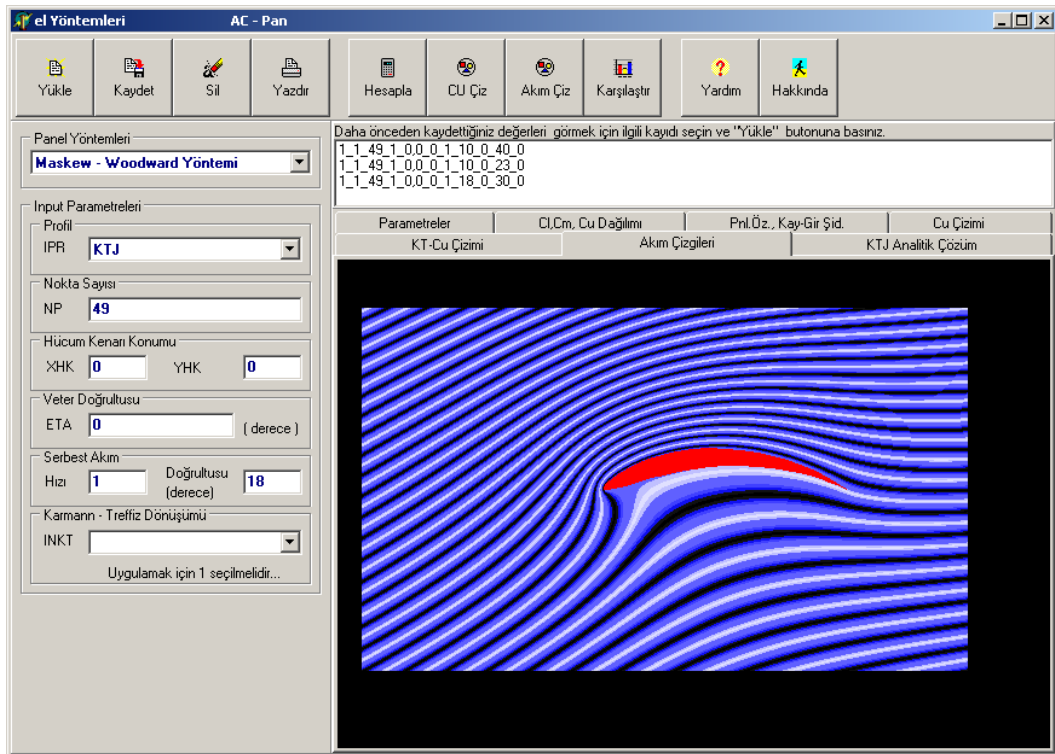 el Yöntemleri AC - Pan
Yükle Kaydet Sil Yazdır Hesapla CU Çiz Akım Çiz Karşılaştır Yardım Hakkında
Panel Yöntemleri
Maskew - Woodward Yöntemi
Input Parametreleri
Profil
IPR KTJ
Nokta Sayısı
NP 49
Hücum Kenarı Konumu
XHK 0 YHK 0
Veter Doğrultusu
ETA 0 ( derece )
Serbest Akım
Hızı 1 Doğrultusu (derece) 18
Karmann - Treffiz Dönüşümü
INKT
Uygulamak için 1 seçilmelidir...
Daha önceden kaydettiğiniz değerleri görmek için ilgili kayıdı seçin ve "Yükle" butonuna basınız.
1_1_49_1_0,0_0_1_10_0_40_0
1_1_49_1_0,0_0_1_10_0_23_0
1_1_49_1_0,0_0_1_18_0_30_0
Parametreler Cl,Cm, Cu Dağılımı Pnl.Öz., Kay-Gir Şid. Cu Çizimi
KT-Cu Çizimi Akım Çizgileri KTJ Analitik Çözüm